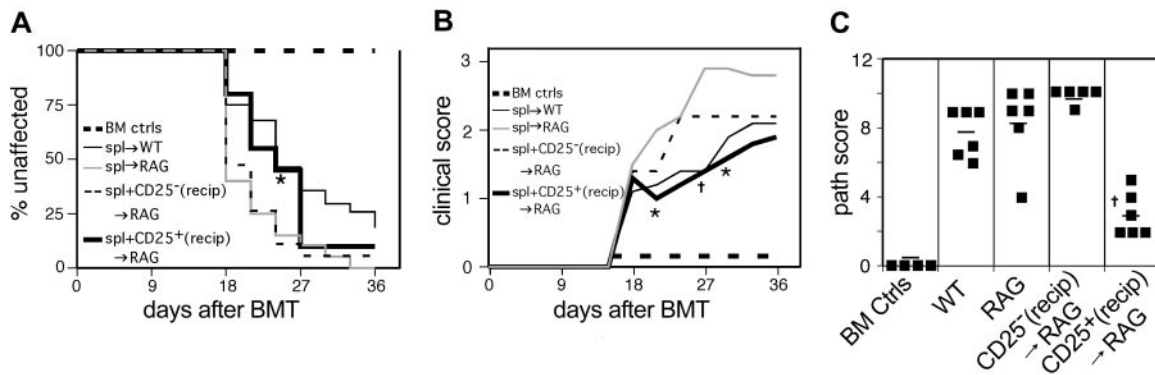 A
100
75
50
25
0
% unaffected
BM ctrls
spl→WT
spl→RAG
spl+CD25-(recip)
→RAG
spl+CD25+(recip)
→RAG
*
0 9 18 27 36
days after BMT
B
3
2
1
0
clinical score
BM ctrls
spl→WT
spl→RAG
spl+CD25-(recip)
→RAG
spl+CD25+(recip)
→RAG
* † *
0 9 18 27 36
days after BMT
C
12
8
4
0
path score
†
BM Ctrls
WT
RAG
CD25-(recip)
→ RAG
CD25+(recip)
→ RAG